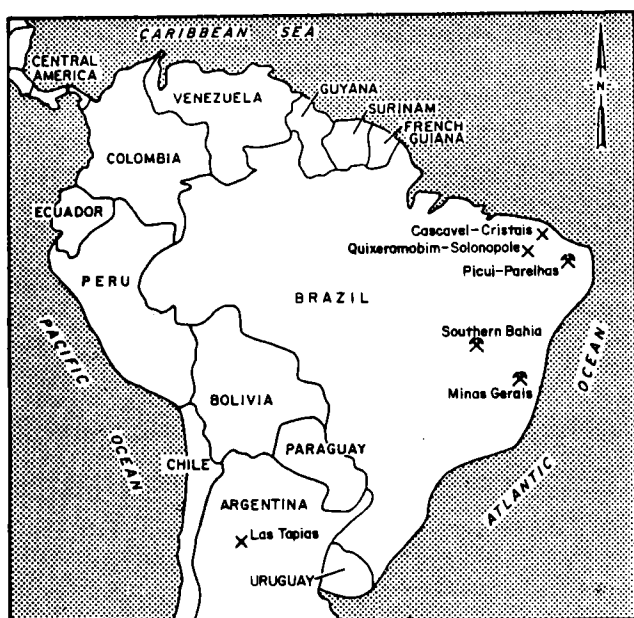 CARIBBEAN SEA
CENTRAL
AMERICA
VENEZUELA
GUYANA
SURINAM
FRENCH
GUIANA
N
COLOMBIA
ECUADOR
Cascavel-Cristais
Quixeramobim-Solonopole
Picui-Parelhas
PERU
BRAZIL
Southern Bahia
PACIFIC
OCEAN
BOLIVIA
Minas Gerais
OCEAN
ATLANTIC
PARAGUAY
CHILE
ARGENTINA
Las Tapias
URUGUAY